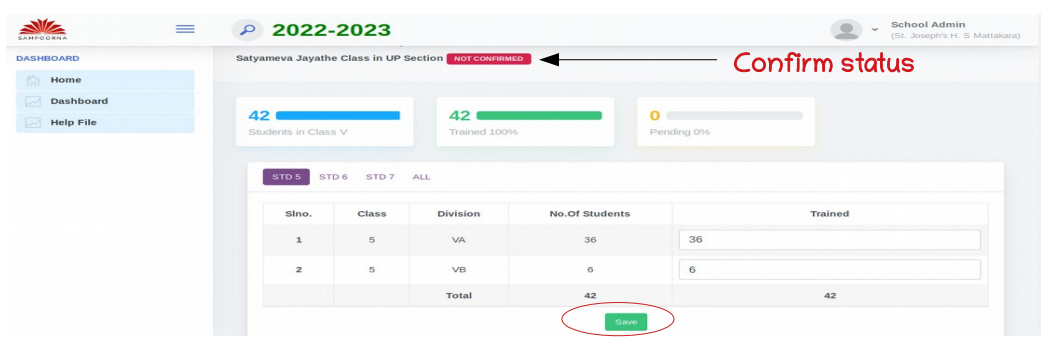 SAMPOORNA
2022-2023
School Admin
(St. Joseph's H. S Mattakara)
DASHBOARD
Home
Dashboard
Help File
Satyameva Jayathe Class in UP Section NOT CONFIRMED
Confirm status
42
Students in Class V
42
Trained 100%
0
Pending 0%
STD 5 STD 6 STD 7 ALL
Slno. Class Division No.Of Students Trained
1 5 VA 36 36
2 5 VB 6 6
Total 42 42
Save